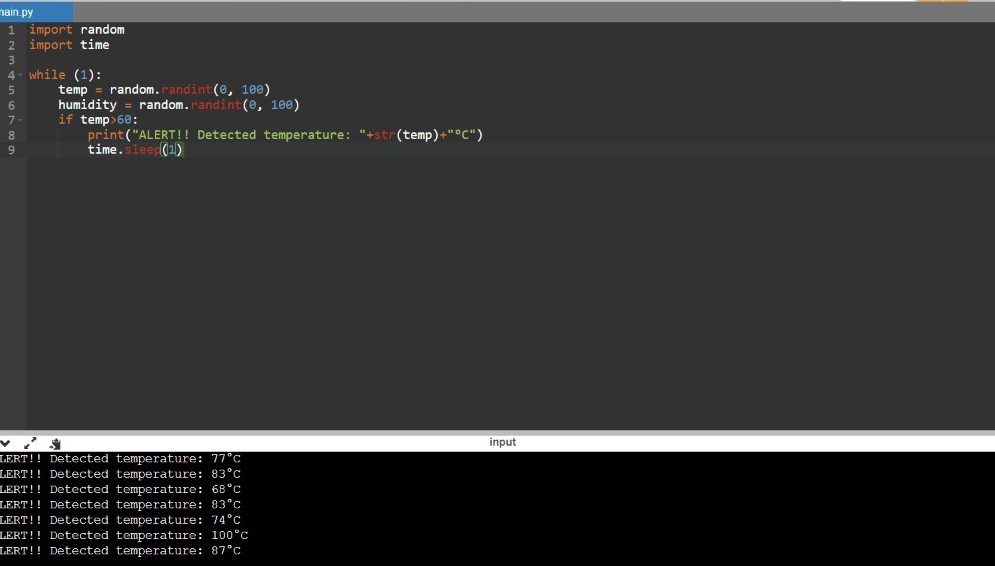 main.py
1 import random
2 import time
3
4 while (1):
5 temp = random.randint(0, 100)
6 humidity = random.randint(0, 100)
7 if temp>60:
8 print("ALERT!! Detected temperature: "+str(temp)+"°C")
9 time.sleep(1)
input
LERT!! Detected temperature: 77°C
LERT!! Detected temperature: 83°C
LERT!! Detected temperature: 68°C
LERT!! Detected temperature: 83°C
LERT!! Detected temperature: 74°C
LERT!! Detected temperature: 100°C
LERT!! Detected temperature: 87°C